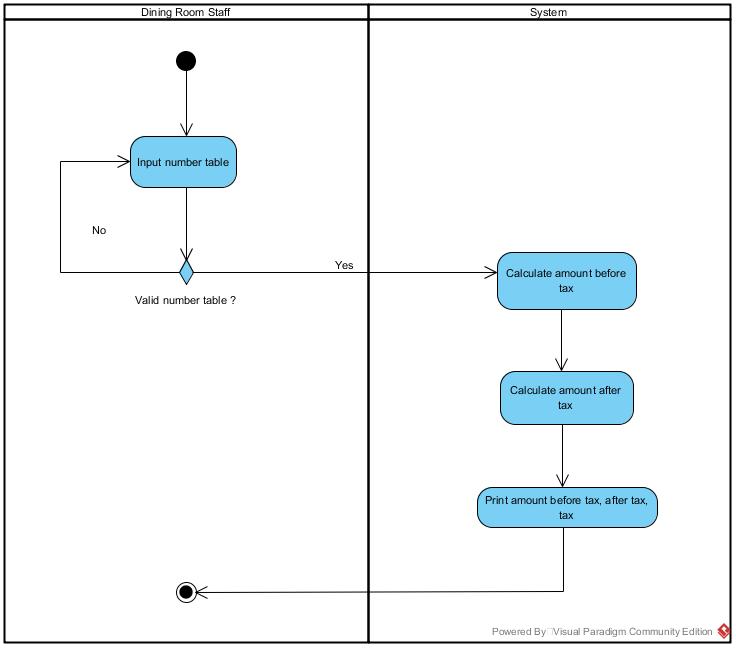 Dining Room Staff
System
Input number table
No
Yes
Valid number table ?
Calculate amount before
tax
Calculate amount after
tax
Print amount before tax, after tax,
tax
Powered By Visual Paradigm Community Edition